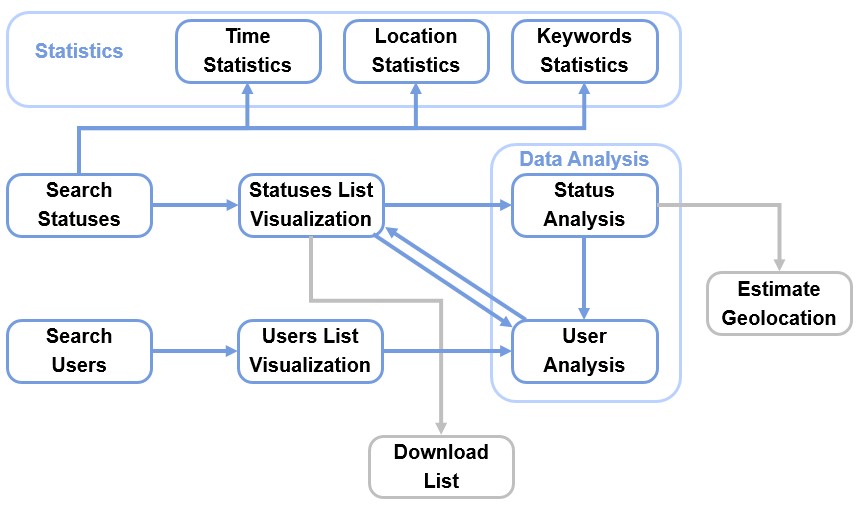 Statistics
Time
Statistics
Location
Statistics
Keywords
Statistics
Data Analysis
Search
Statuses
Statuses List
Visualization
Status
Analysis
Estimate
Geolocation
Search
Users
Users List
Visualization
User
Analysis
Download
List